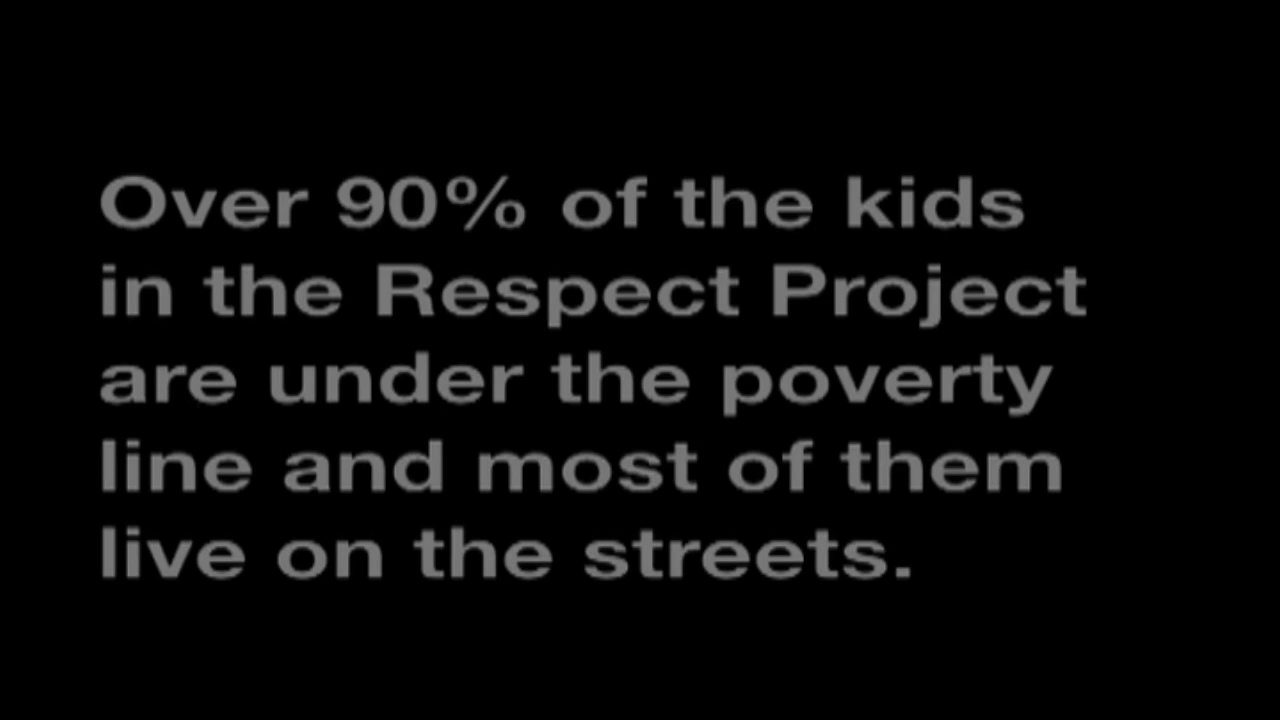 Over 90% of the kids
in the Respect Project
are under the poverty
line and most of them
live on the streets.